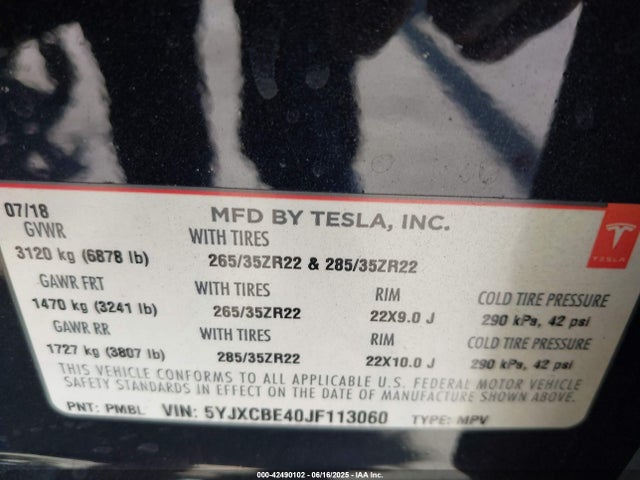 07/18
MFD BY TESLA, INC.
GVWR WITH TIRES
3120 kg (6878 lb) 265/35ZR22 & 285/35ZR22
TESLA
GAWR FRT WITH TIRES RIM COLD TIRE PRESSURE
1470 kg (3241 lb) 265/35ZR22 22X9.0 J 290 kPa, 42 psi
GAWR RR WITH TIRES RIM COLD TIRE PRESSURE
1727 kg (3807 lb) 285/35ZR22 22X10.0 J 290 kPa, 42 psi
THIS VEHICLE CONFORMS TO ALL APPLICABLE U.S. FEDERAL MOTOR VEHICLE
SAFETY STANDARDS IN EFFECT ON THE DATE OF MANUFACTURE SHOWN ABOVE.
PNT: PMBL VIN: 5YJXCBE40JF113060 TYPE: MPV
000-42490102 - 06/16/2025 - IAA Inc.